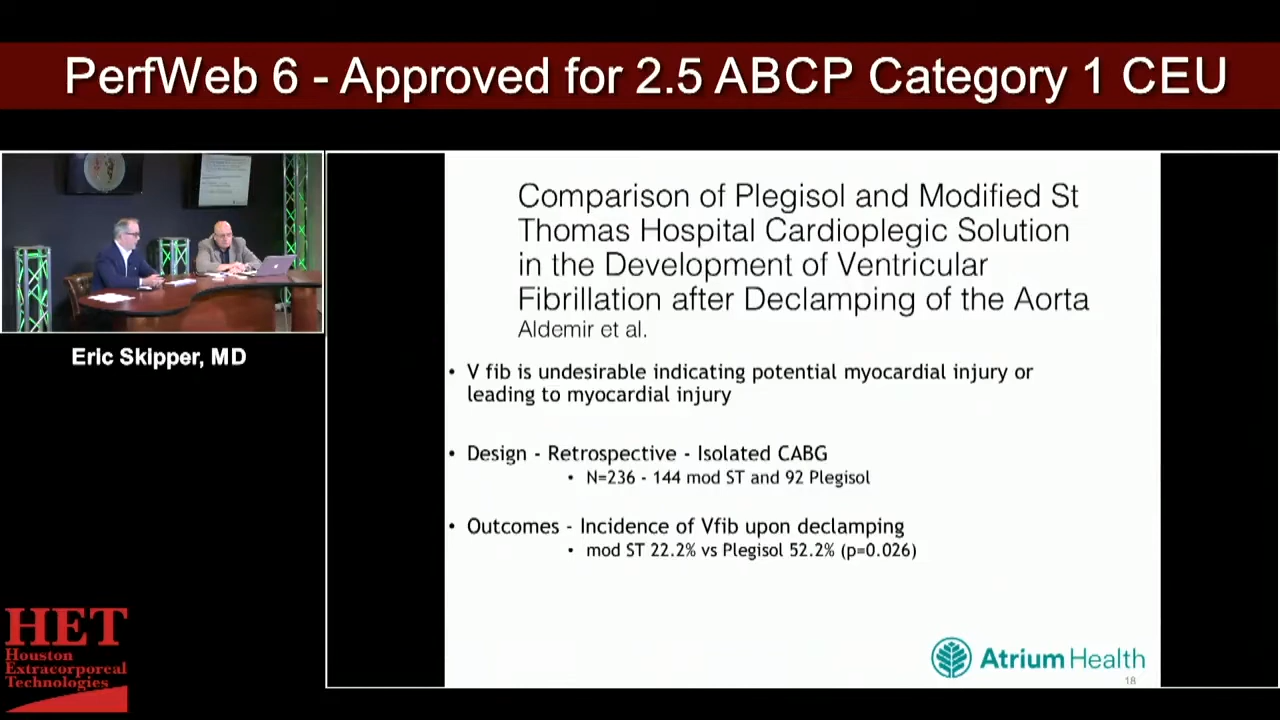 PerfWeb 6 - Approved for 2.5 ABCP Category 1 CEU
Eric Skipper, MD
Comparison of Plegisol and Modified St
Thomas Hospital Cardioplegic Solution
in the Development of Ventricular
Fibrillation after Declamping of the Aorta
Aldemir et al.
• V fib is undesirable indicating potential myocardial injury or
leading to myocardial injury
• Design - Retrospective - Isolated CABG
• N=236 - 144 mod ST and 92 Plegisol
• Outcomes - Incidence of Vfib upon declamping
• mod ST 22.2% vs Plegisol 52.2% (p=0.026)
Atrium Health
18
HET
Houston
Extracorporeal
Technologies